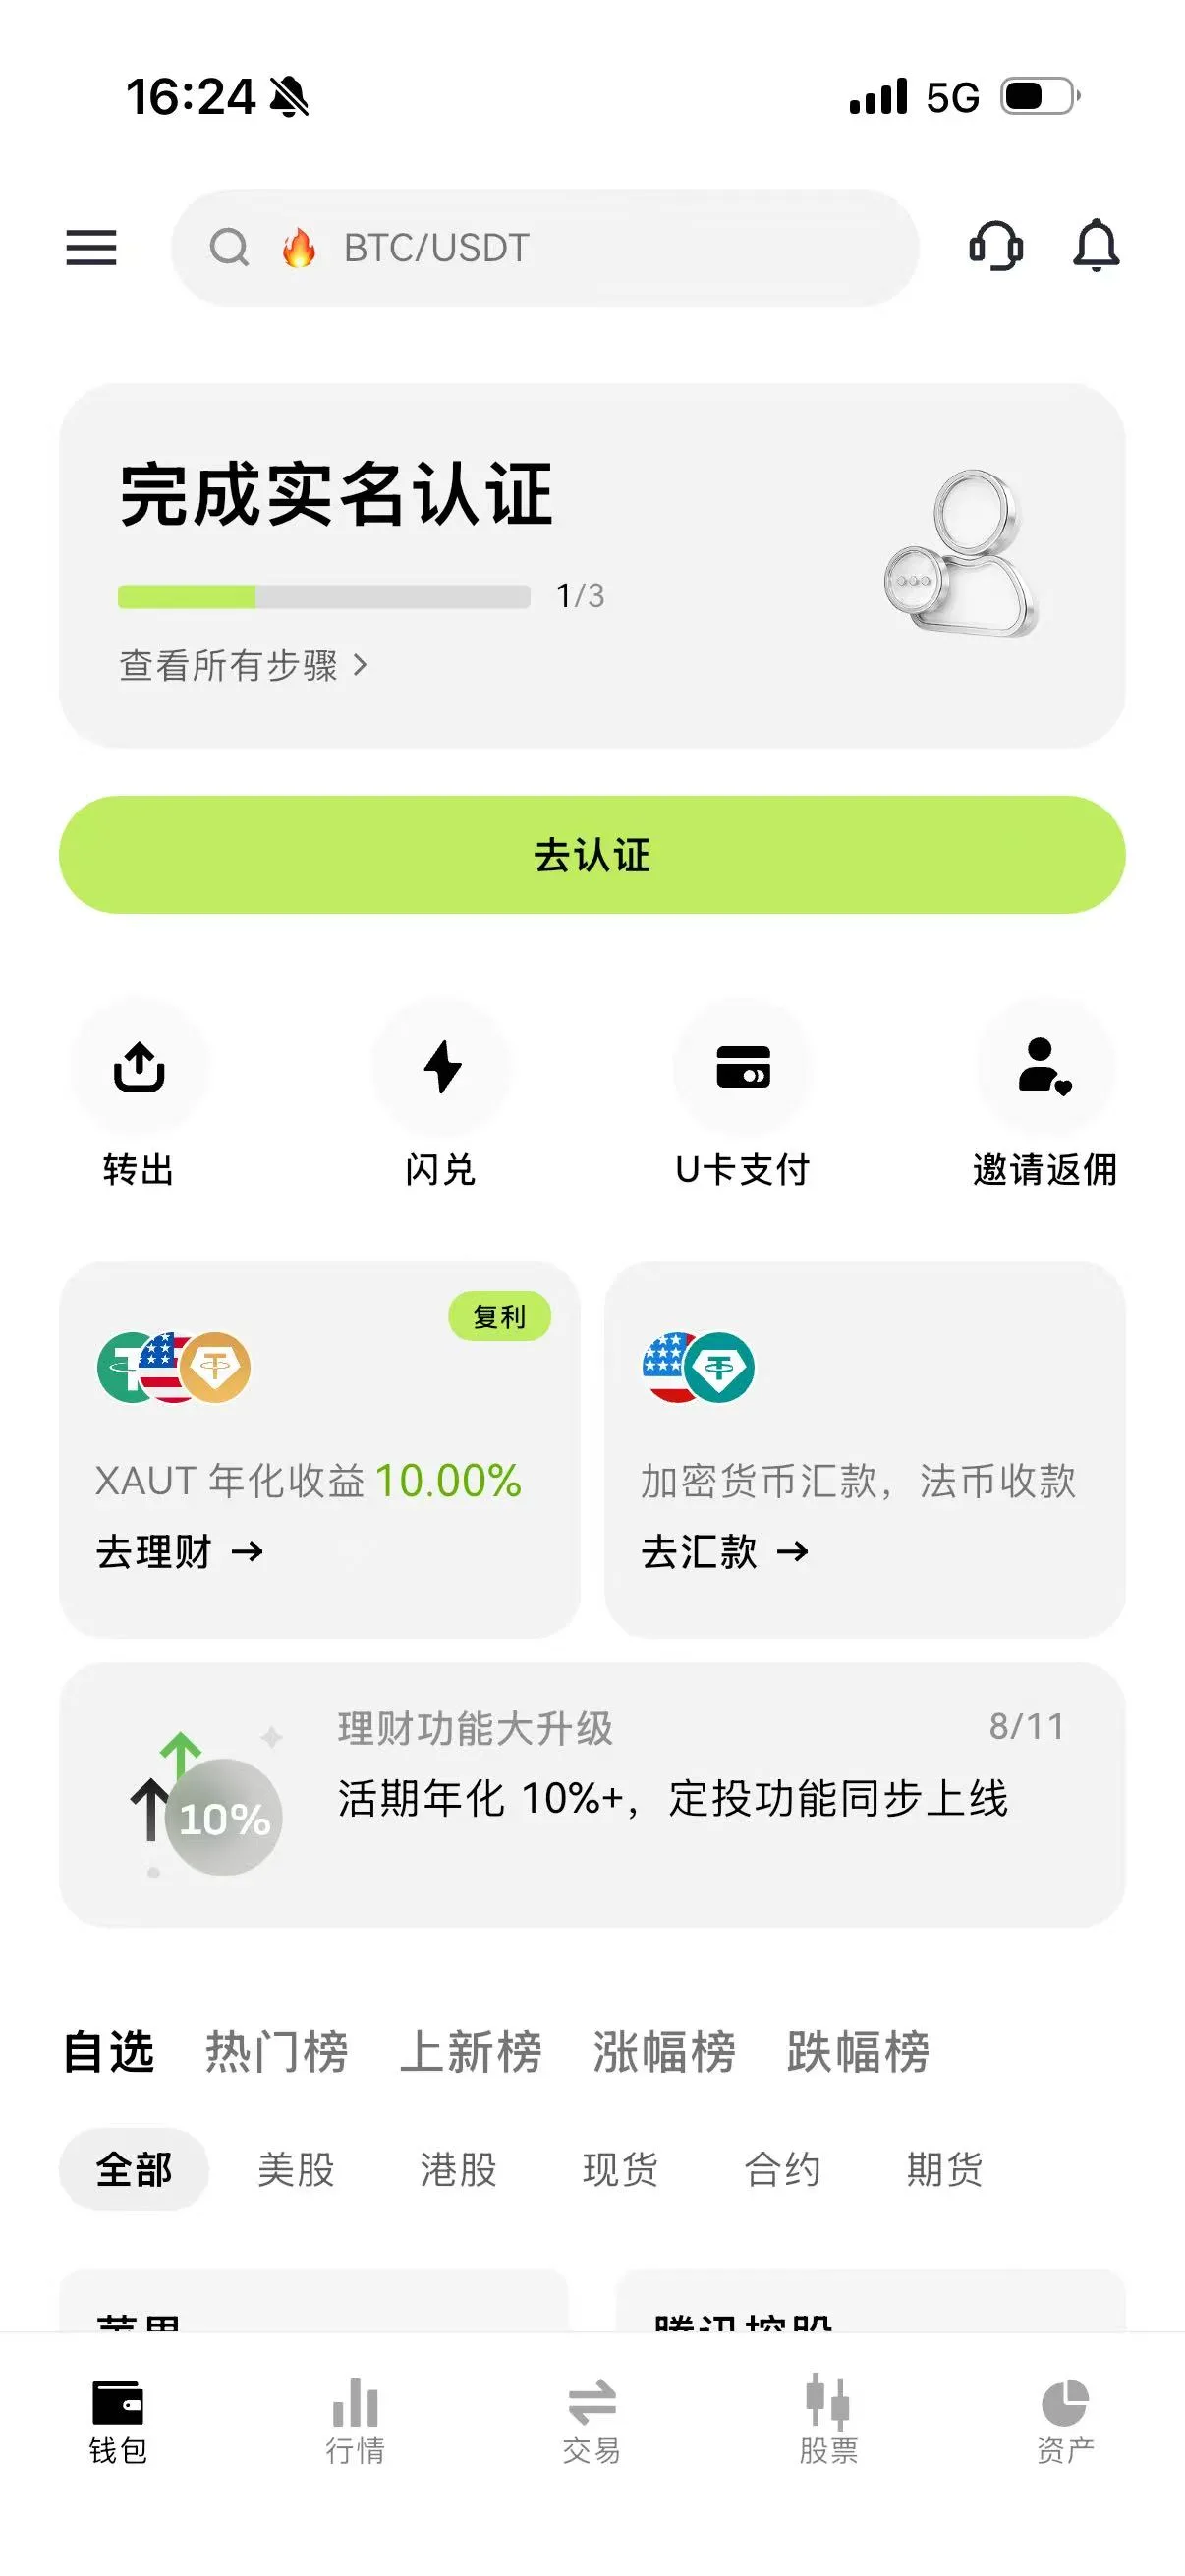 16:24
5G
BTC/USDT
完成实名认证
1/3
查看所有步骤 >
去认证
转出
闪兑
U卡支付
邀请返佣
复利
XAUT 年化收益 10.00%
去理财 →
加密货币汇款，法币收款
去汇款 →
10%
理财功能大升级
8/11
活期年化 10%+，定投功能同步上线
自选 热门榜 上新榜 涨幅榜 跌幅榜
全部 美股 港股 现货 合约 期货
苹果
腾讯控股
钱包
行情
交易
股票
资产